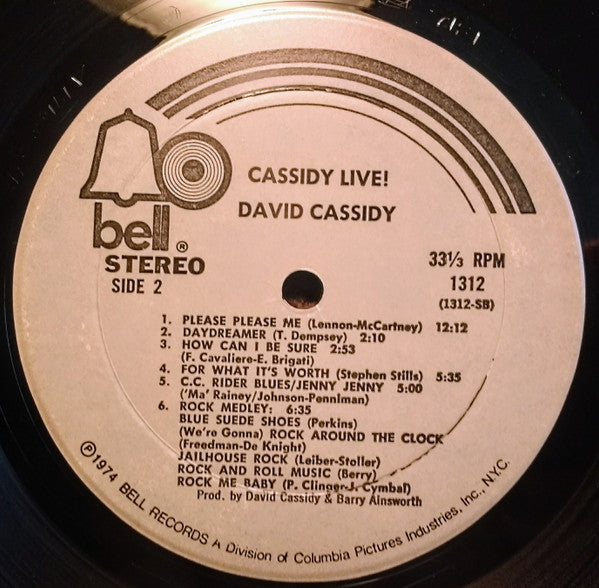 CASSIDY LIVE!
DAVID CASSIDY
bell®
STEREO
SIDE 2
33⅓ RPM
1312
(1312-SB)
1. PLEASE PLEASE ME (Lennon-McCartney) 12:12
2. DAYDREAMER (T. Dempsey) 2:10
3. HOW CAN I BE SURE 2:53
(F. Cavaliere-E. Brigati)
4. FOR WHAT IT'S WORTH (Stephen Stills) 5:35
5. C.C. RIDER BLUES/JENNY JENNY 5:00
('Ma' Rainey/Johnson-Penniman)
6. ROCK MEDLEY: 6:35
BLUE SUEDE SHOES (Perkins)
(We're Gonna) ROCK AROUND THE CLOCK
(Freedman-De Knight)
JAILHOUSE ROCK (Leiber-Stoller)
ROCK AND ROLL MUSIC (Berry)
ROCK ME BABY (P. Clinger-J. Cymbal)
Prod. by David Cassidy & Barry Ainsworth
℗1974 BELL RECORDS A Division of Columbia Pictures Industries, Inc., N.Y.C.